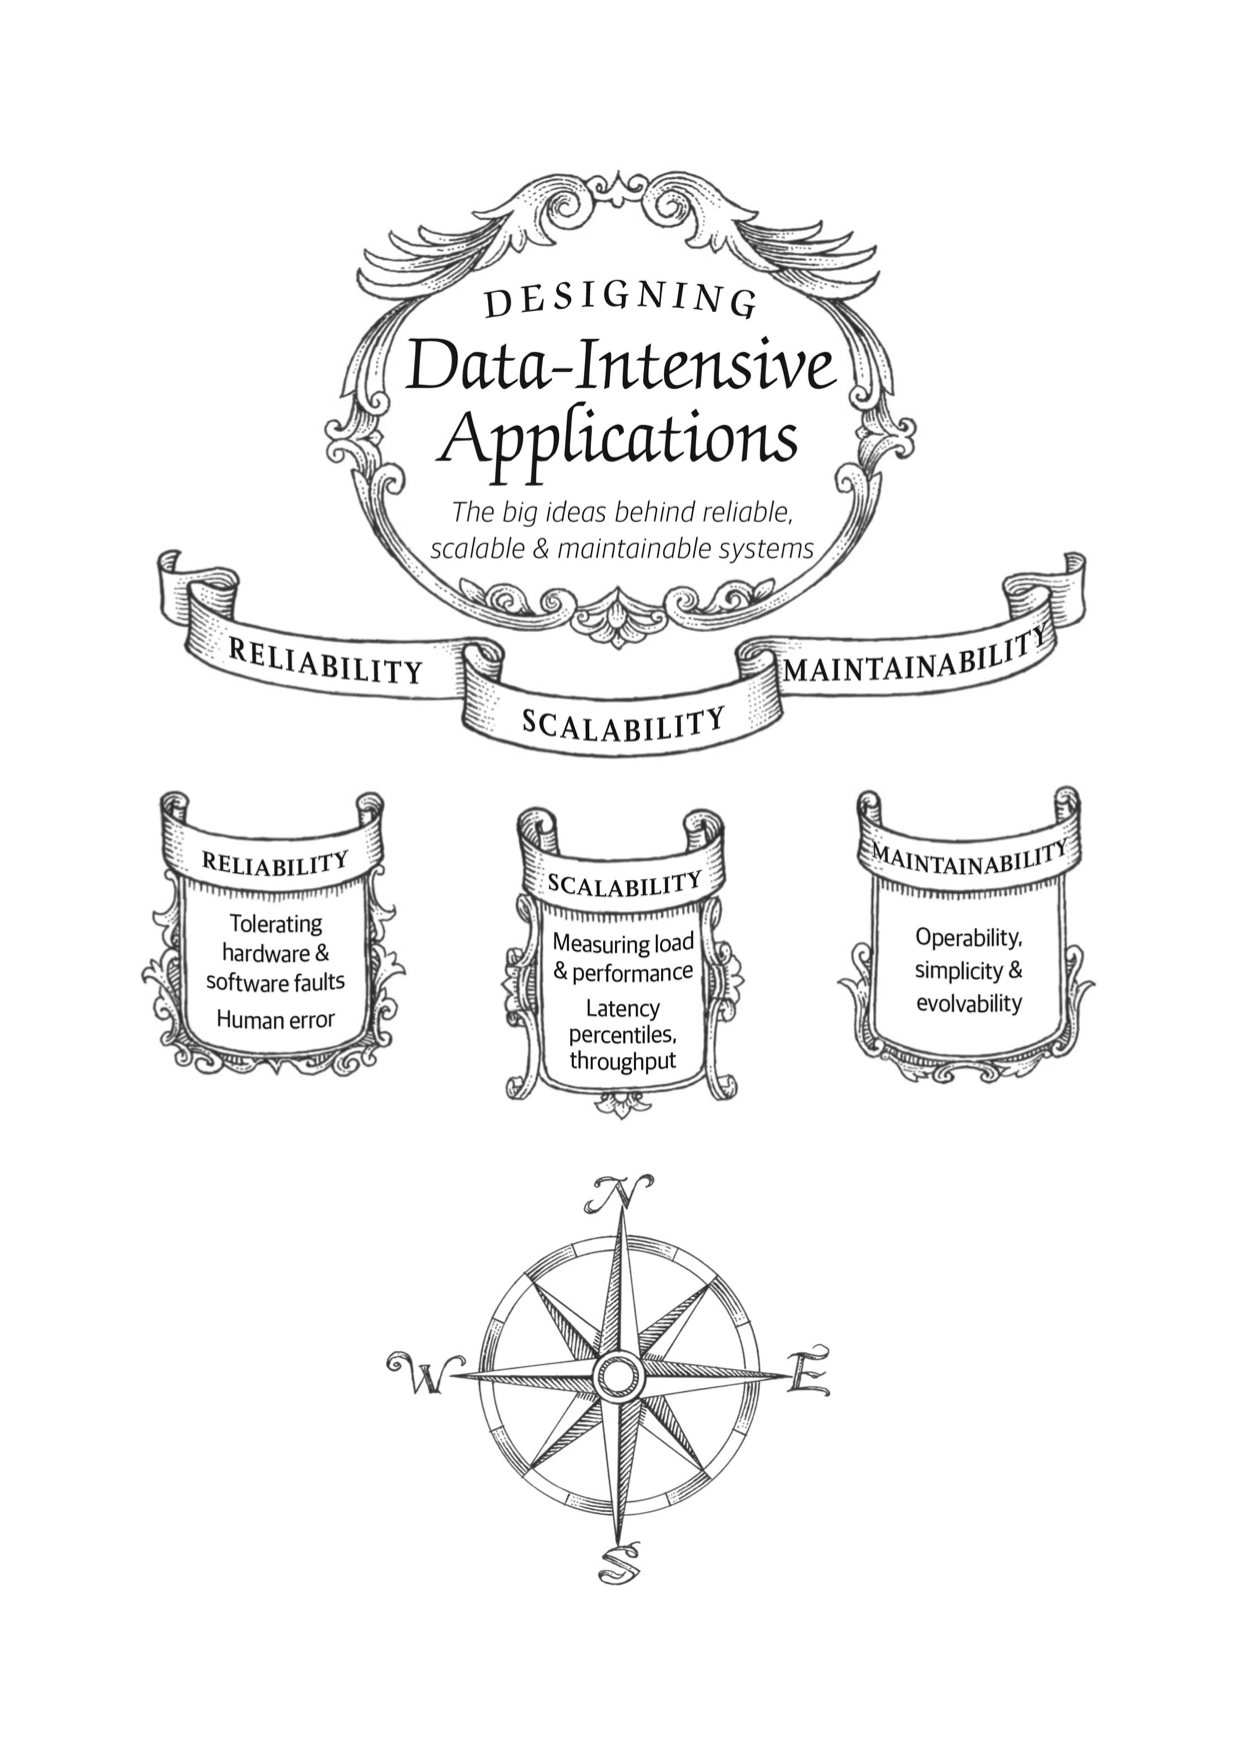 DESIGNING
Data-Intensive
Applications
The big ideas behind reliable,
scalable & maintainable systems
RELIABILITY
SCALABILITY
MAINTAINABILITY
RELIABILITY
Tolerating
hardware &
software faults
Human error
SCALABILITY
Measuring load
& performance
Latency
percentiles,
throughput
MAINTAINABILITY
Operability,
simplicity &
evolvability
N
W
E
S